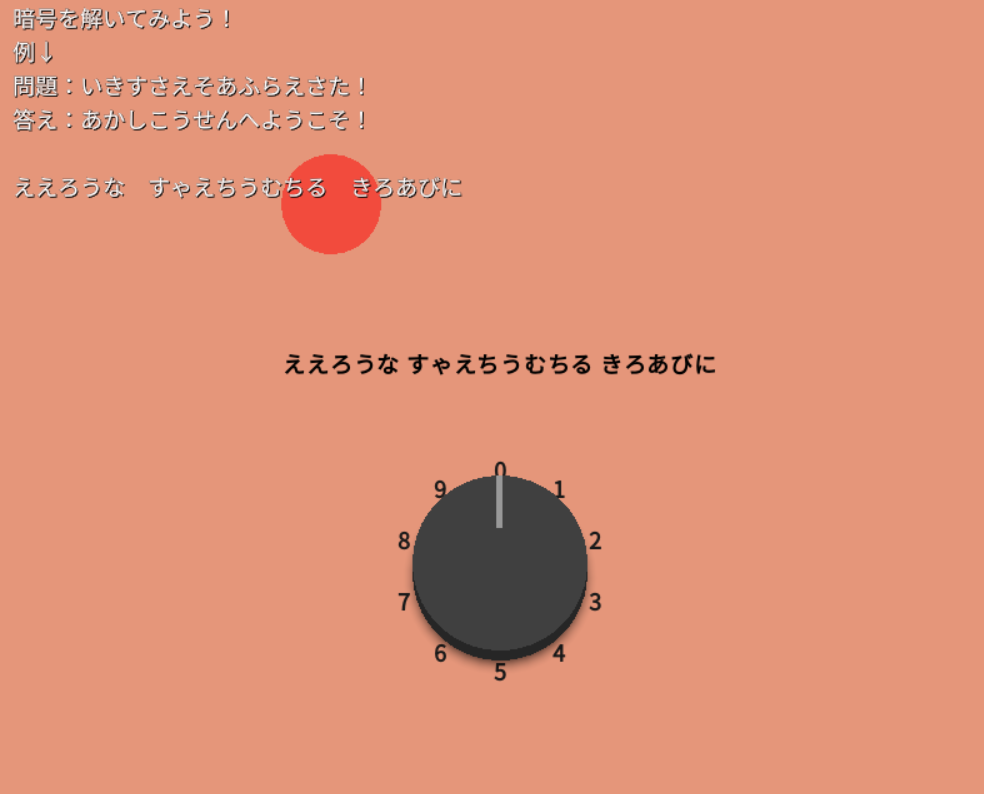 暗号を解いてみよう！
例↓
問題：いきすさえそあふらえさた！
答え：あかしこうせんへようこそ！
ええろうな　すゃえちうむちる　きろあびに
ええろうな すゃえちうむちる きろあびに
0
9
1
8
2
7
3
6
4
5